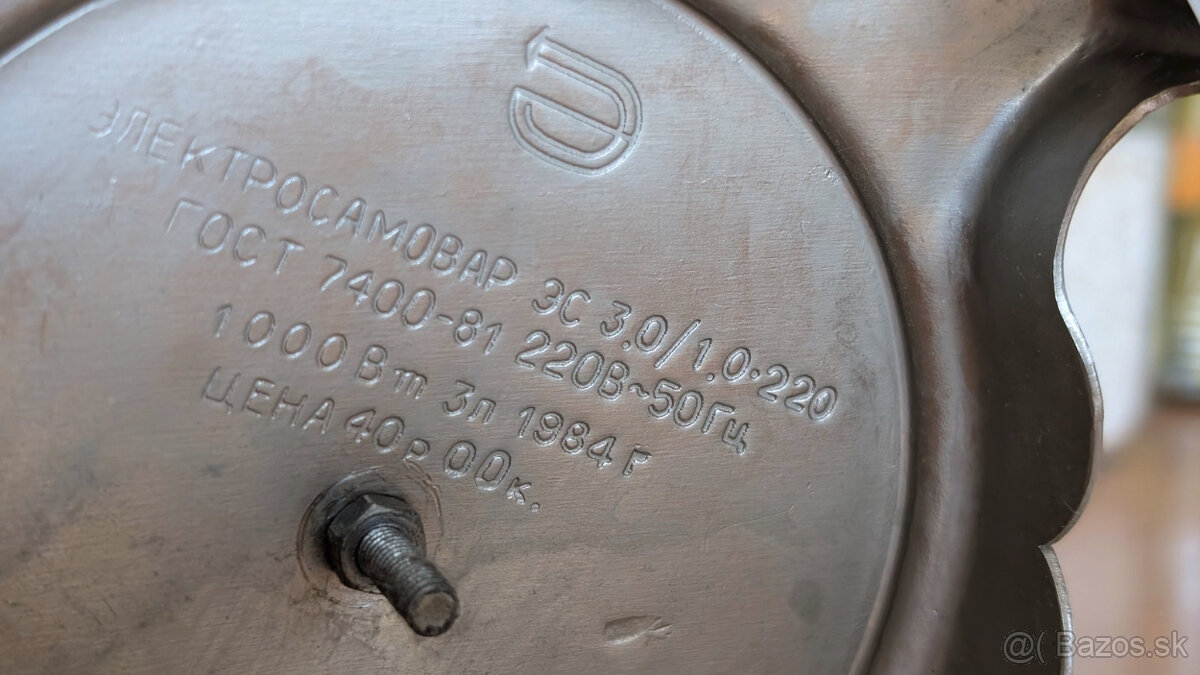 ЭЛЕКТРОСАМОВАР ЭС 3.0/1.0·220
ГОСТ 7400-81 220В~50Гц
1000Вт 3л 1984г
ЦЕНА 40р 00к.
@( Bazos.sk